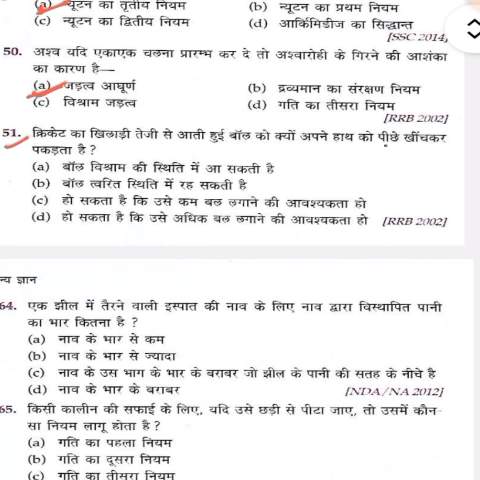 (a) न्यूटन का तृतीय नियम (b) न्यूटन का प्रथम नियम
(c) न्यूटन का द्वितीय नियम (d) आर्किमिडीज का सिद्धान्त
[SSC 2014]
50. अश्व यदि एकाएक चलना प्रारम्भ कर दे तो अश्वारोही के गिरने की आशंका
का कारण है—
(a) जड़त्व आघूर्ण (b) द्रव्यमान का संरक्षण नियम
(c) विश्राम जड़त्व (d) गति का तीसरा नियम
[RRB 2002]
51. क्रिकेट का खिलाड़ी तेजी से आती हुई बॉल को क्यों अपने हाथ को पीछे खींचकर
पकड़ता है ?
(a) बॉल विश्राम की स्थिति में आ सकती है
(b) बॉल त्वरित स्थिति में रह सकती है
(c) हो सकता है कि उसे कम बल लगाने की आवश्यकता हो
(d) हो सकता है कि उसे अधिक बल लगाने की आवश्यकता हो [RRB 2002]
न्य ज्ञान
64. एक झील में तैरने वाली इस्पात की नाव के लिए नाव द्वारा विस्थापित पानी
का भार कितना है ?
(a) नाव के भार से कम
(b) नाव के भार से ज्यादा
(c) नाव के उस भाग के भार के बराबर जो झील के पानी की सतह के नीचे है
(d) नाव के भार के बराबर [NDA/NA 2012]
65. किसी कालीन की सफाई के लिए, यदि उसे छड़ी से पीटा जाए, तो उसमें कौन-
सा नियम लागू होता है ?
(a) गति का पहला नियम
(b) गति का दूसरा नियम
(c) गति का तीसरा नियम